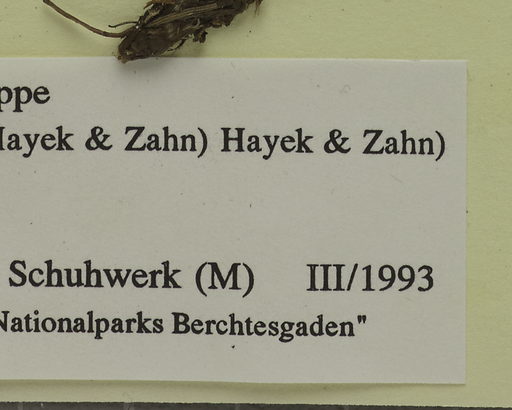 ppe
Hayek & Zahn) Hayek & Zahn)
Schuhwerk (M) III/1993
Nationalparks Berchtesgaden"